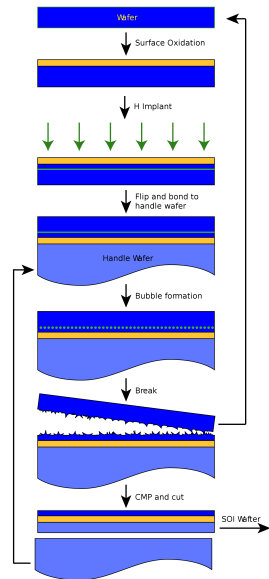 Wafer
Surface Oxidation
H Implant
Flip and bond to
handle wafer
Handle Wafer
Bubble formation
Break
CMP and cut
SOI Wafter